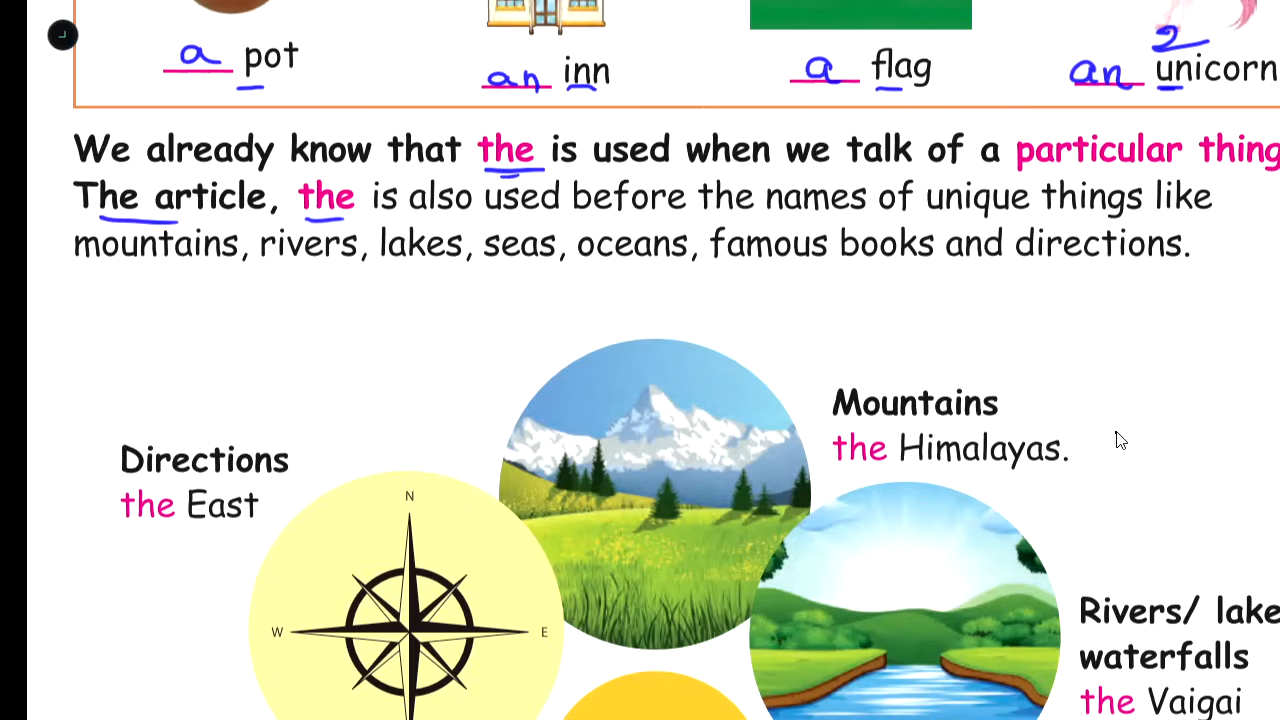 a pot
an inn
a flag
2
an unicorn
We already know that the is used when we talk of a particular thing
The article, the is also used before the names of unique things like
mountains, rivers, lakes, seas, oceans, famous books and directions.
Mountains
the Himalayas.
Directions
the East
N
W
E
Rivers/ lake
waterfalls
the Vaigai